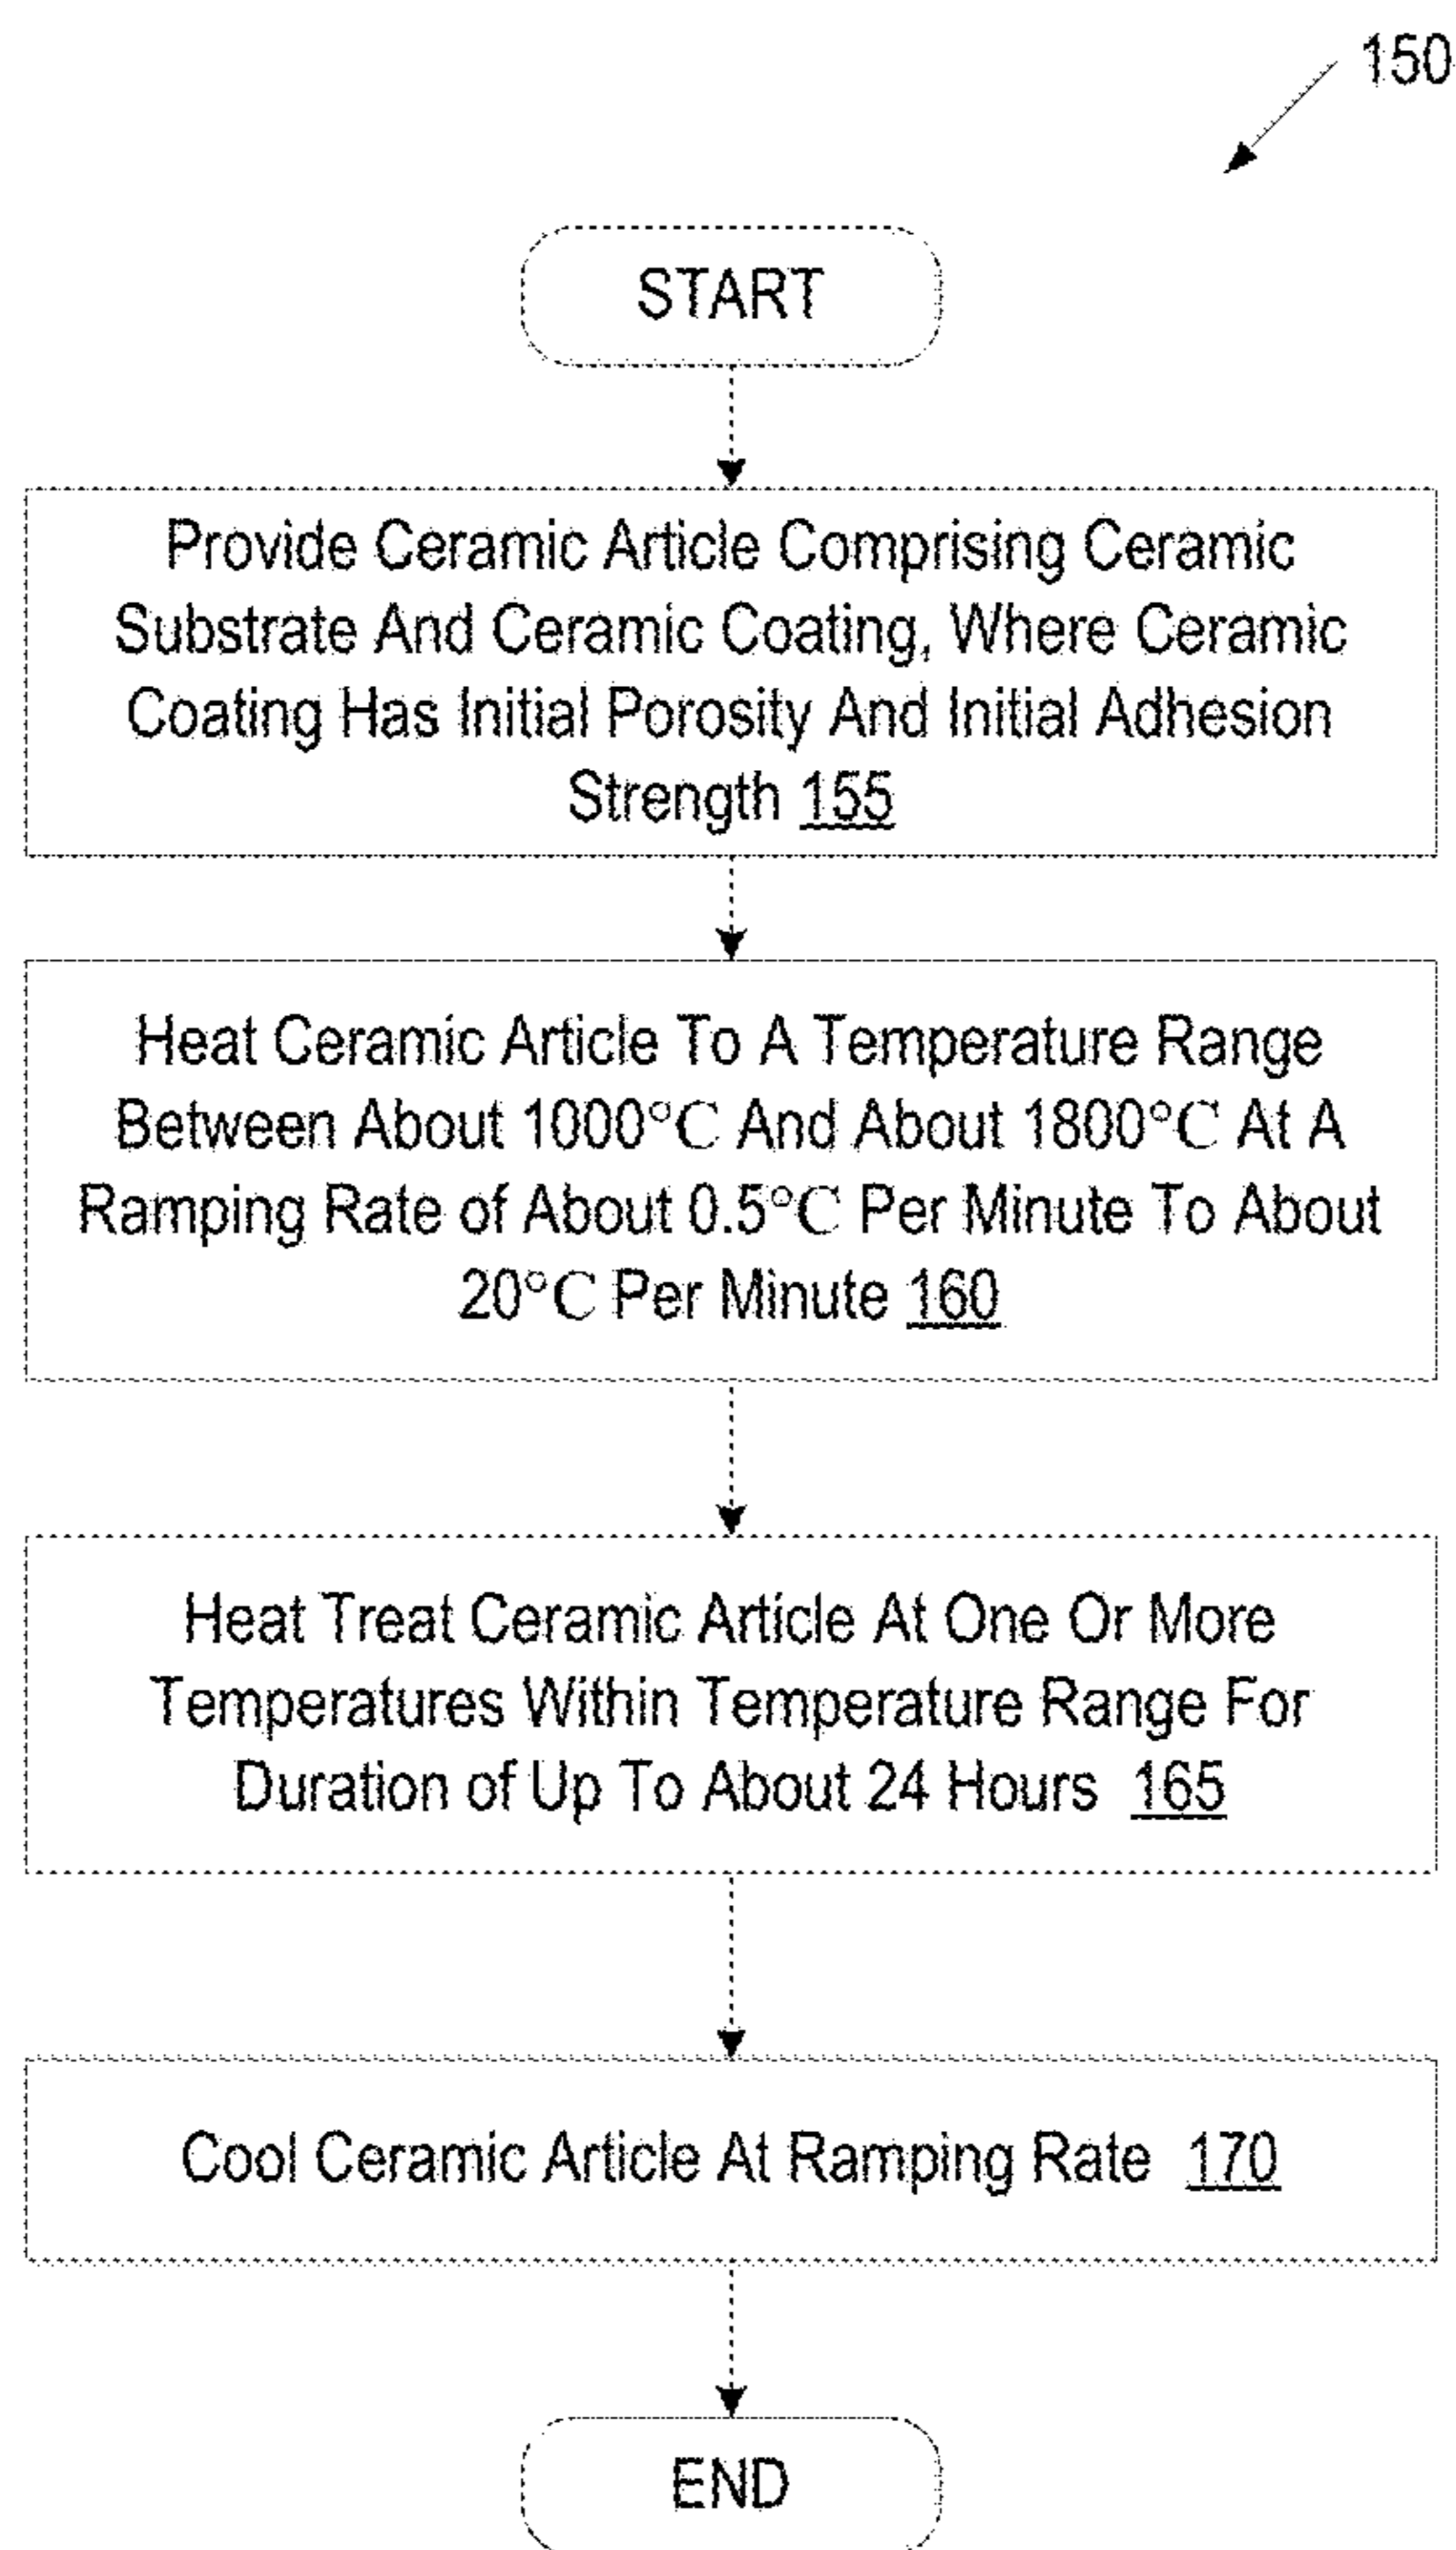 150
START
Provide Ceramic Article Comprising Ceramic
Substrate And Ceramic Coating, Where Ceramic
Coating Has Initial Porosity And Initial Adhesion
Strength 155
Heat Ceramic Article To A Temperature Range
Between About 1000°C And About 1800°C At A
Ramping Rate of About 0.5°C Per Minute To About
20°C Per Minute 160
Heat Treat Ceramic Article At One Or More
Temperatures Within Temperature Range For
Duration of Up To About 24 Hours 165
Cool Ceramic Article At Ramping Rate 170
END